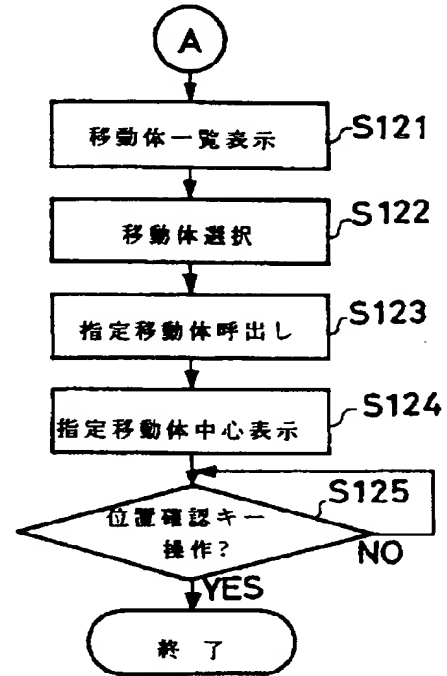 A
移動体一覧表示
S121
移動体選択
S122
指定移動体呼出し
S123
指定移動体中心表示
S124
S125
位置確認キー
操作?
NO
YES
終了